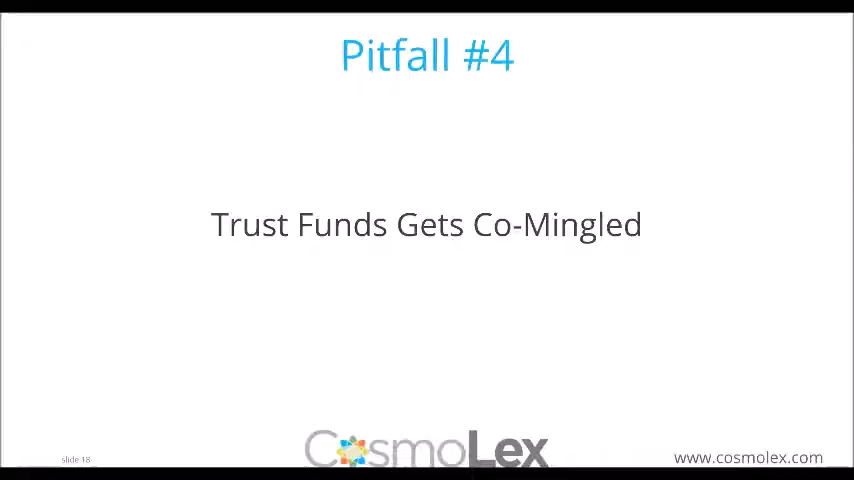 Pitfall #4
Trust Funds Gets Co-Mingled
slide 18
CosmoLex
www.cosmolex.com